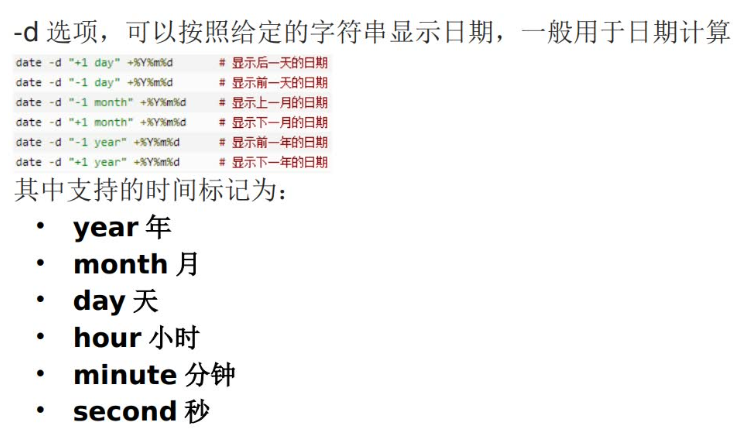 -d 选项，可以按照给定的字符串显示日期，一般用于日期计算
date -d "+1 day" +%Y%m%d # 显示后一天的日期
date -d "-1 day" +%Y%m%d # 显示前一天的日期
date -d "-1 month" +%Y%m%d # 显示上一月的日期
date -d "+1 month" +%Y%m%d # 显示下一月的日期
date -d "-1 year" +%Y%m%d # 显示前一年的日期
date -d "+1 year" +%Y%m%d # 显示下一年的日期
其中支持的时间标记为：
• year 年
• month 月
• day 天
• hour 小时
• minute 分钟
• second 秒